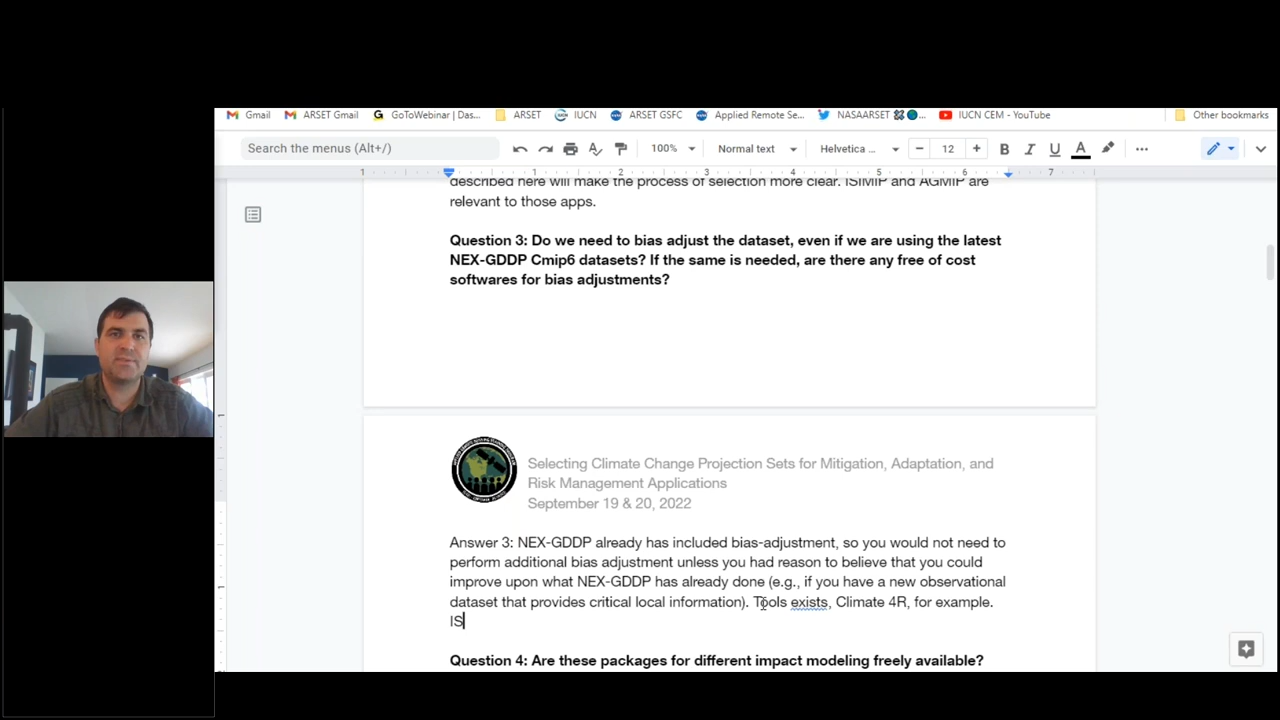 Gmail ARSET Gmail GoToWebinar | Das... ARSET IUCN ARSET GSFC Applied Remote Se... NASAARSET IUCN CEM - YouTube Other bookmarks
Search the menus (Alt+/) 100% Normal text Helvetica ... 12 B I U A
1 1 2 3 4 5 6 7
described here will make the process of selection more clear. ISIMIP and AGMIP are
relevant to those apps.
Question 3: Do we need to bias adjust the dataset, even if we are using the latest
NEX-GDDP Cmip6 datasets? If the same is needed, are there any free of cost
softwares for bias adjustments?
Selecting Climate Change Projection Sets for Mitigation, Adaptation, and
Risk Management Applications
September 19 & 20, 2022
Answer 3: NEX-GDDP already has included bias-adjustment, so you would not need to
perform additional bias adjustment unless you had reason to believe that you could
improve upon what NEX-GDDP has already done (e.g., if you have a new observational
dataset that provides critical local information). Tools exists, Climate 4R, for example.
IS
Question 4: Are these packages for different impact modeling freely available?